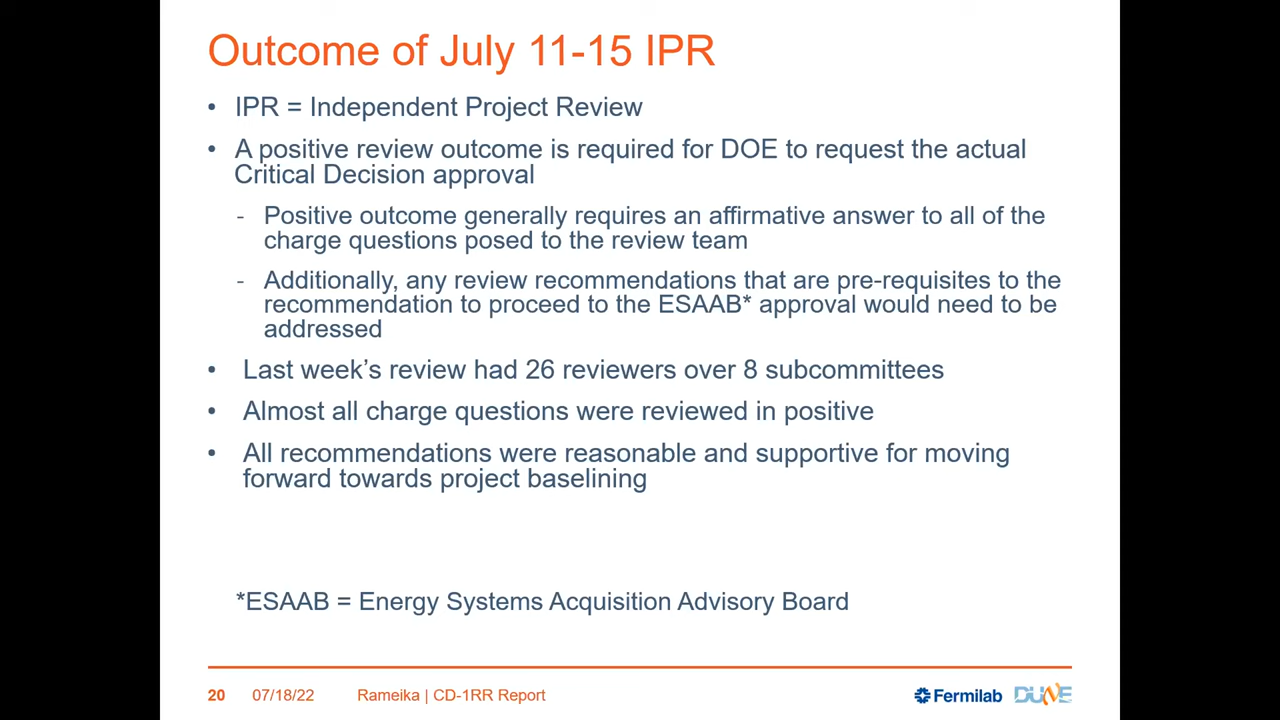 Outcome of July 11-15 IPR
• IPR = Independent Project Review
• A positive review outcome is required for DOE to request the actual
Critical Decision approval
- Positive outcome generally requires an affirmative answer to all of the
charge questions posed to the review team
- Additionally, any review recommendations that are pre-requisites to the
recommendation to proceed to the ESAAB* approval would need to be
addressed
• Last week’s review had 26 reviewers over 8 subcommittees
• Almost all charge questions were reviewed in positive
• All recommendations were reasonable and supportive for moving
forward towards project baselining
*ESAAB = Energy Systems Acquisition Advisory Board
20 07/18/22 Rameika | CD-1RR Report Fermilab DUNE